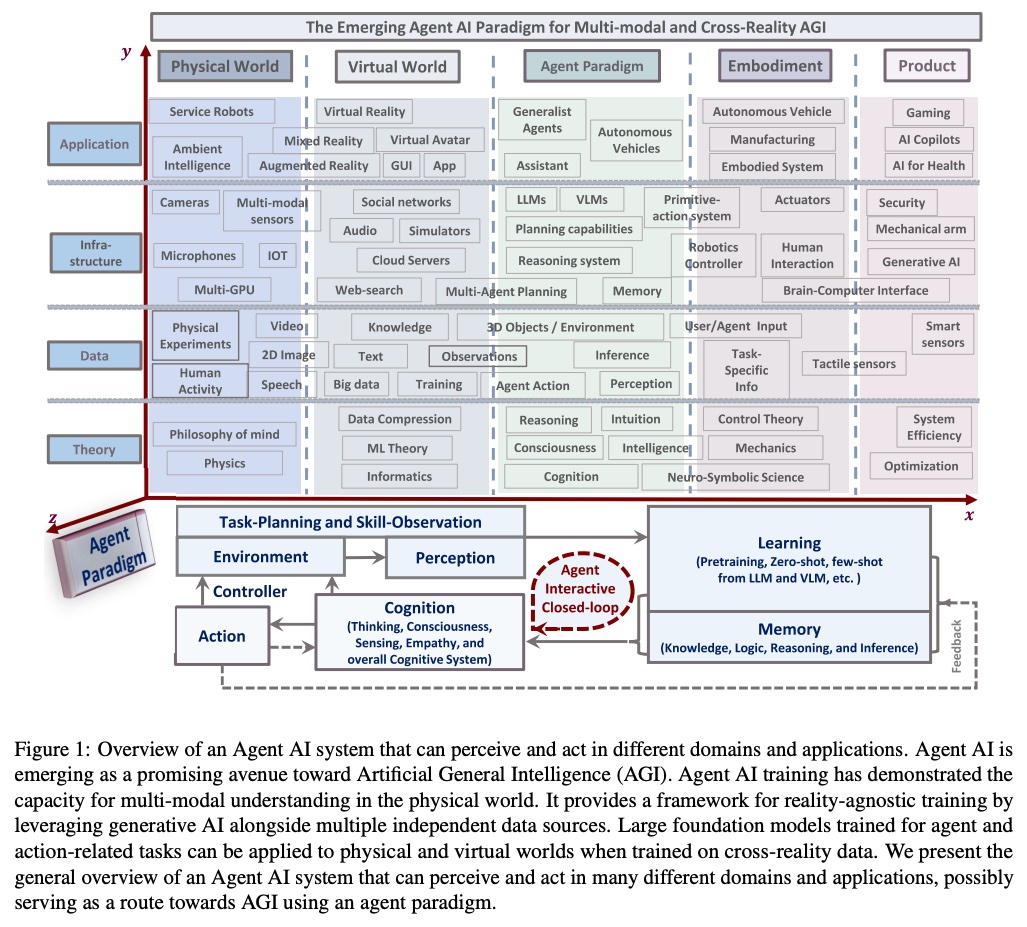 The Emerging Agent AI Paradigm for Multi-modal and Cross-Reality AGI
y
Physical World
Virtual World
Agent Paradigm
Embodiment
Product
Application
Service Robots
Ambient
Intelligence
Mixed Reality
Augmented Reality
Virtual Reality
Virtual Avatar
GUI
App
Generalist
Agents
Autonomous
Vehicles
Assistant
Autonomous Vehicle
Manufacturing
Embodied System
Gaming
AI Copilots
AI for Health
Infra-
structure
Cameras
Multi-modal
sensors
Microphones
IOT
Multi-GPU
Social networks
Audio
Simulators
Cloud Servers
Web-search
Multi-Agent Planning
LLMs
VLMs
Planning capabilities
Reasoning system
Memory
Primitive-
action system
Robotics
Controller
Actuators
Human
Interaction
Brain-Computer Interface
Security
Mechanical arm
Generative AI
Data
Physical
Experiments
Human
Activity
Video
2D Image
Speech
Knowledge
Text
Big data
Training
Observations
3D Objects / Environment
Agent Action
Inference
Perception
User/Agent Input
Task-
Specific
Info
Tactile sensors
Smart
sensors
Theory
Philosophy of mind
Physics
Data Compression
ML Theory
Informatics
Reasoning
Intuition
Consciousness
Intelligence
Cognition
Neuro-Symbolic Science
Control Theory
Mechanics
System
Efficiency
Optimization
z
x
Agent
Paradigm
Task-Planning and Skill-Observation
Environment
Perception
Controller
Action
Cognition
(Thinking, Consciousness,
Sensing, Empathy, and
overall Cognitive System)
Agent
Interactive
Closed-loop
Learning
(Pretraining, Zero-shot, few-shot
from LLM and VLM, etc. )
Memory
(Knowledge, Logic, Reasoning, and Inference)
Feedback
Figure 1: Overview of an Agent AI system that can perceive and act in different domains and applications. Agent AI is
emerging as a promising avenue toward Artificial General Intelligence (AGI). Agent AI training has demonstrated the
capacity for multi-modal understanding in the physical world. It provides a framework for reality-agnostic training by
leveraging generative AI alongside multiple independent data sources. Large foundation models trained for agent and
action-related tasks can be applied to physical and virtual worlds when trained on cross-reality data. We present the
general overview of an Agent AI system that can perceive and act in many different domains and applications, possibly
serving as a route towards AGI using an agent paradigm.